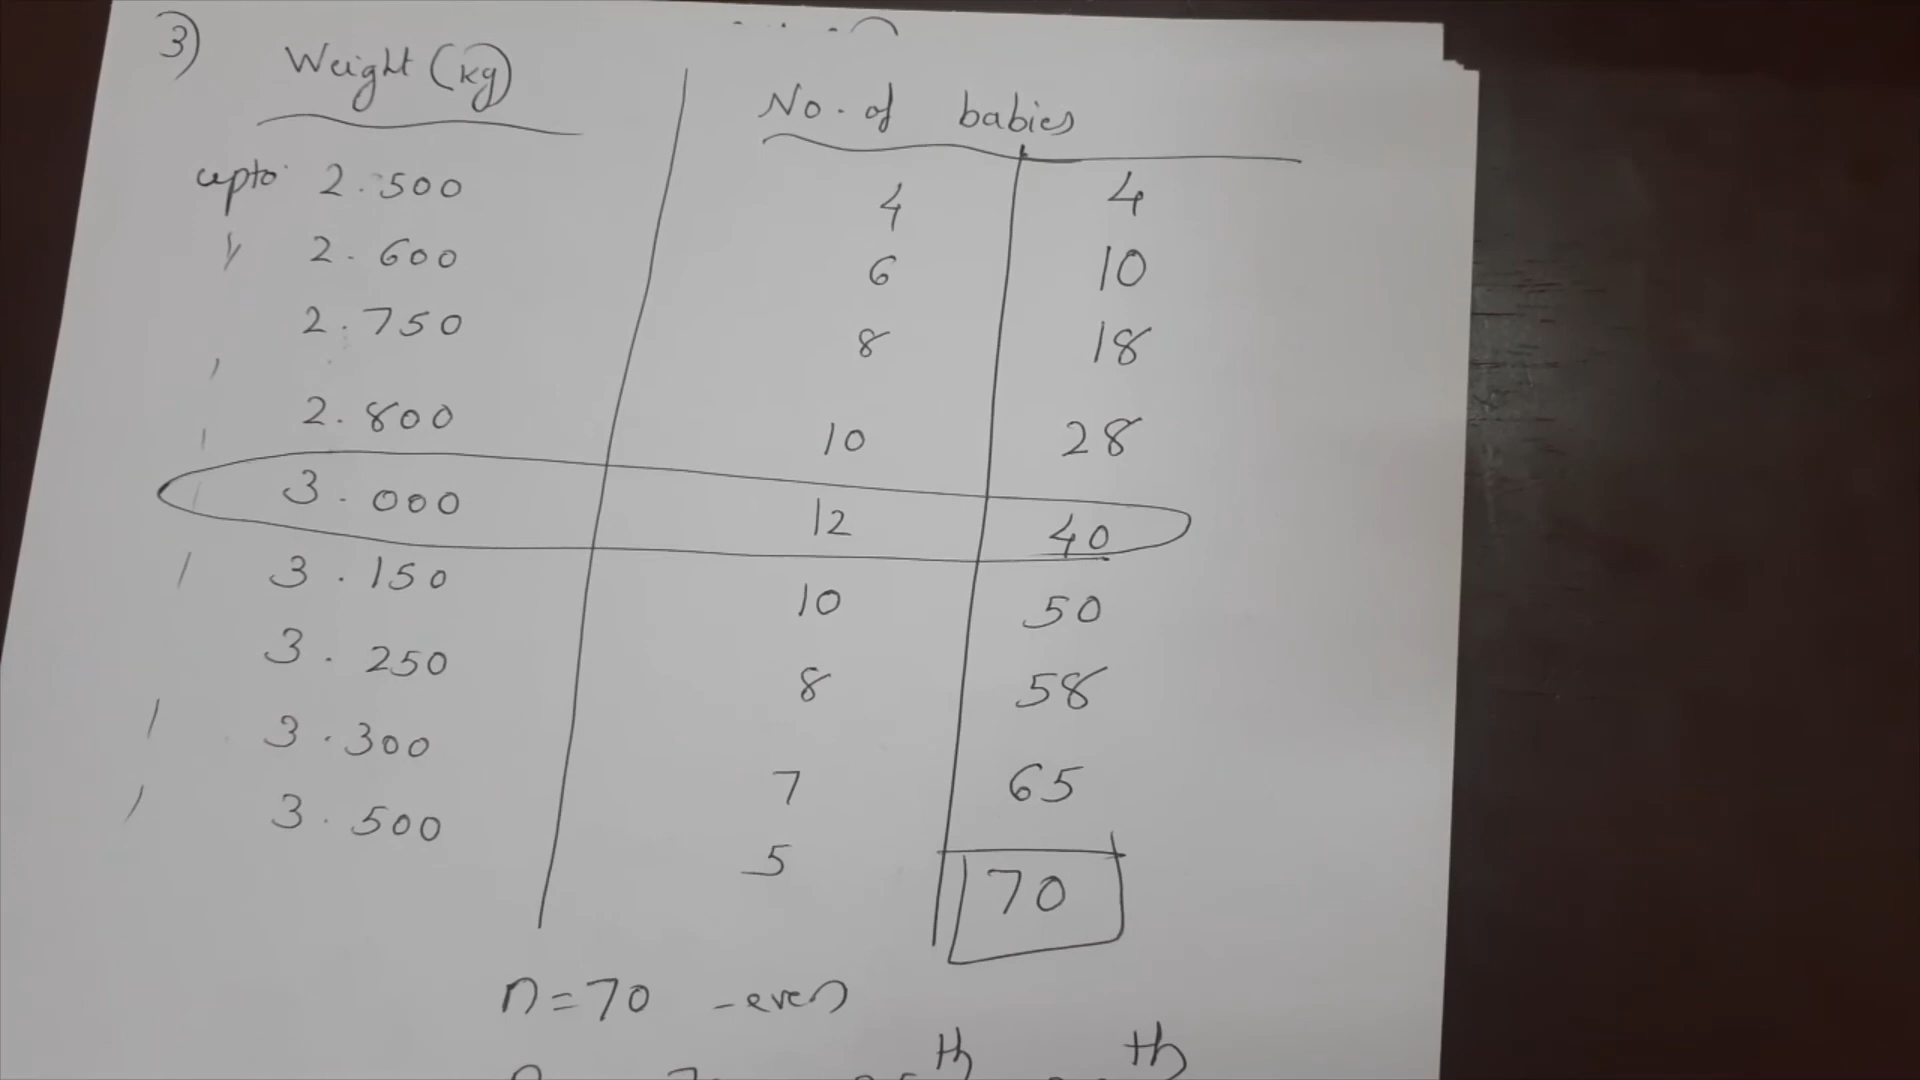 3) Weight (kg) No. of babies
upto 2.500 4 4
" 2.600 6 10
2.750 8 18
2.800 10 28
3.000 12 40
3.150 10 50
3.250 8 58
3.300 7 65
3.500 5 70
n=70 - even
th th